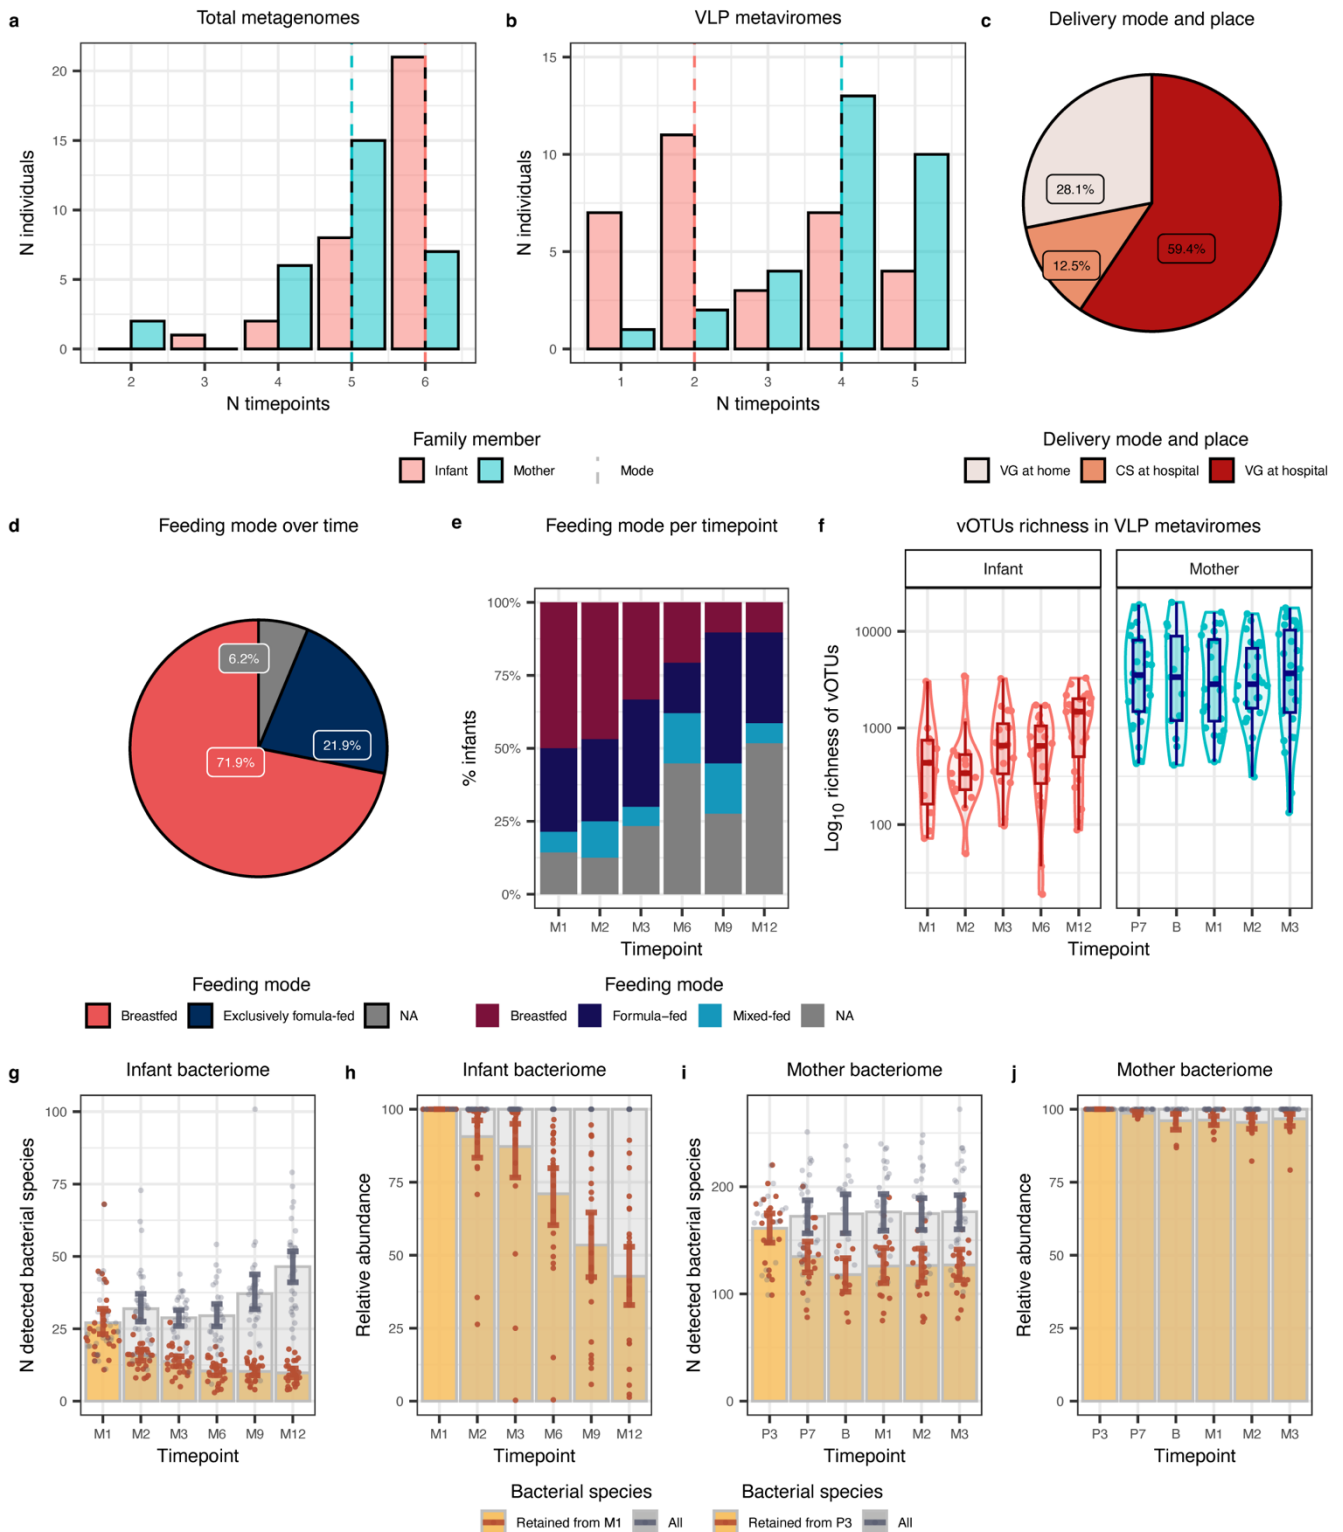 a Total metagenomes
N individuals
20
15
10
5
0
2 3 4 5 6
N timepoints
b VLP metaviromes
N individuals
15
10
5
0
1 2 3 4 5
N timepoints
Family member
Infant Mother Mode
c Delivery mode and place
28.1%
12.5%
59.4%
Delivery mode and place
VG at home CS at hospital VG at hospital
d Feeding mode over time
6.2%
21.9%
71.9%
Feeding mode
Breastfed Exclusively fomula-fed NA
e Feeding mode per timepoint
% infants
100%
75%
50%
25%
0%
M1 M2 M3 M6 M9 M12
Timepoint
Feeding mode
Breastfed Formula–fed Mixed-fed NA
f vOTUs richness in VLP metaviromes
Infant Mother
Log10 richness of vOTUs
10000
1000
100
M1 M2 M3 M6 M12 P7 B M1 M2 M3
Timepoint
g Infant bacteriome
N detected bacterial species
100
75
50
25
0
M1 M2 M3 M6 M9 M12
Timepoint
h Infant bacteriome
Relative abundance
100
75
50
25
0
M1 M2 M3 M6 M9 M12
Timepoint
i Mother bacteriome
N detected bacterial species
200
100
0
P3 P7 B M1 M2 M3
Timepoint
j Mother bacteriome
Relative abundance
100
75
50
25
0
P3 P7 B M1 M2 M3
Timepoint
Bacterial species
Retained from M1 All
Bacterial species
Retained from P3 All